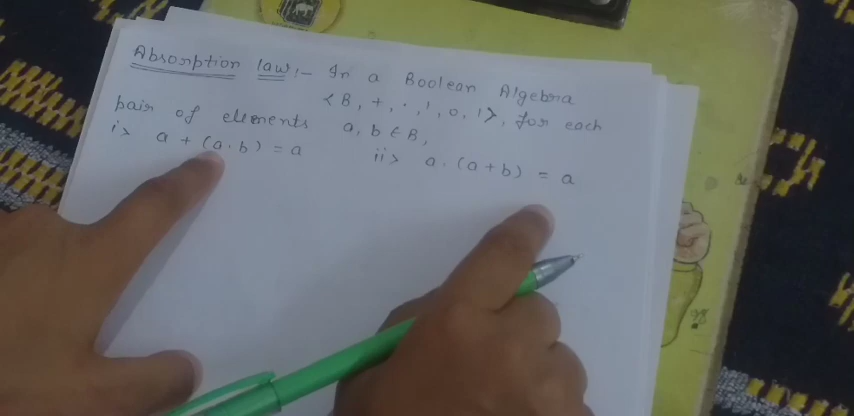 Absorption law:- In a Boolean Algebra
<B, +, ·, ', 0, 1>, for each
pair of elements a, b ∈ B,
i> a + (a · b) = a ii> a · (a + b) = a